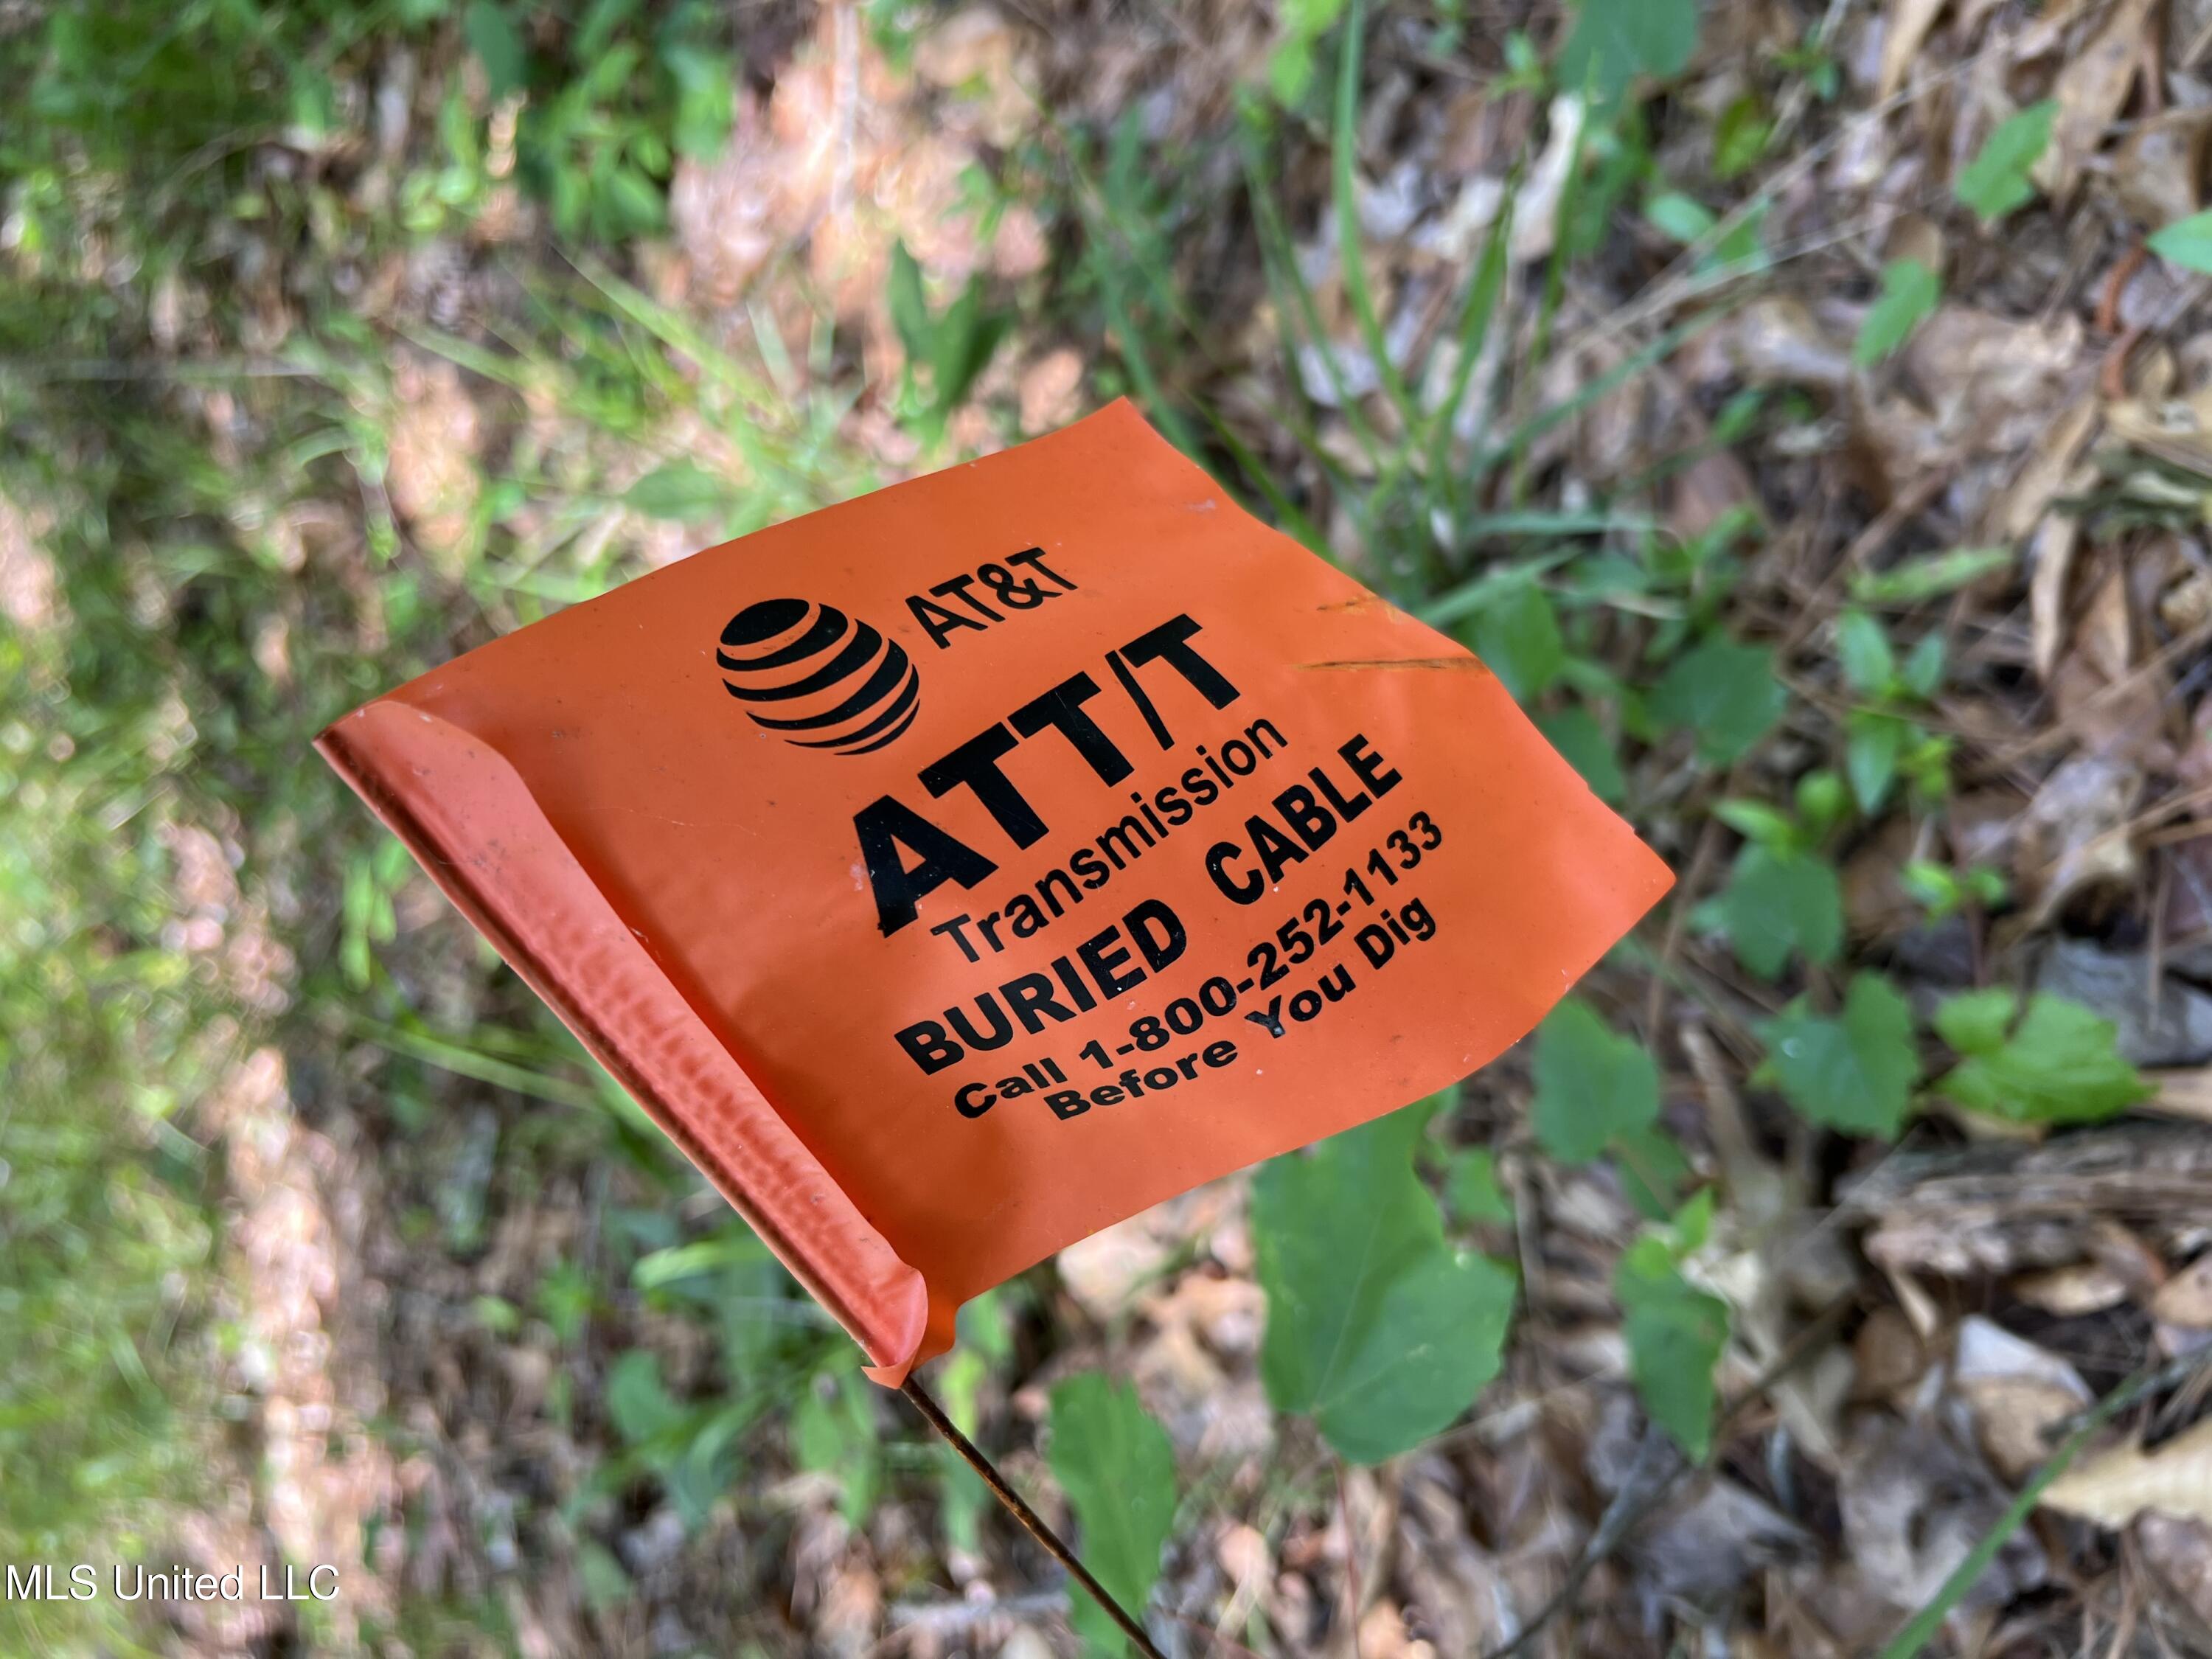 AT&T
ATT/T
Transmission
BURIED CABLE
Call 1-800-252-1133
Before You Dig
MLS United LLC